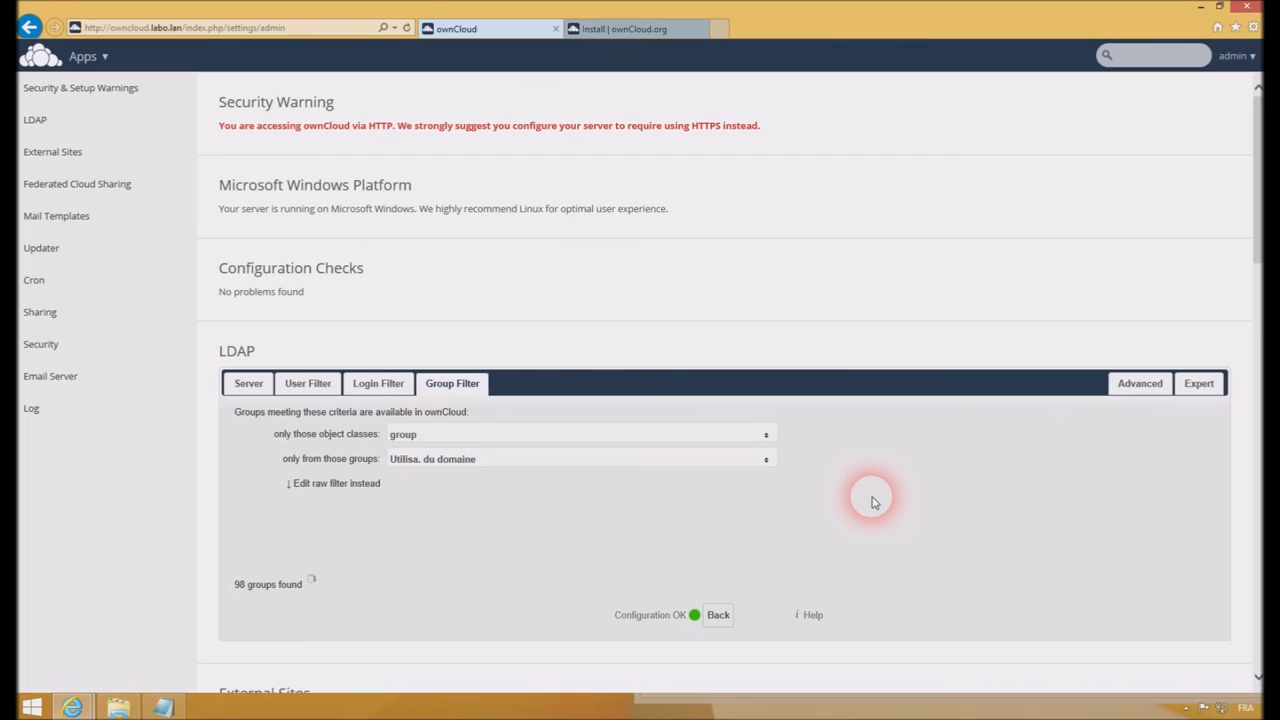 http://owncloud.labo.lan/index.php/settings/admin
ownCloud
Install | ownCloud.org
Apps
admin
Security & Setup Warnings
LDAP
External Sites
Federated Cloud Sharing
Mail Templates
Updater
Cron
Sharing
Security
Email Server
Log
Security Warning
You are accessing ownCloud via HTTP. We strongly suggest you configure your server to require using HTTPS instead.
Microsoft Windows Platform
Your server is running on Microsoft Windows. We highly recommend Linux for optimal user experience.
Configuration Checks
No problems found
LDAP
Server User Filter Login Filter Group Filter Advanced Expert
Groups meeting these criteria are available in ownCloud:
only those object classes: group
only from those groups: Utilisa. du domaine
↓ Edit raw filter instead
98 groups found
Configuration OK Back i Help
External Sites
FRA